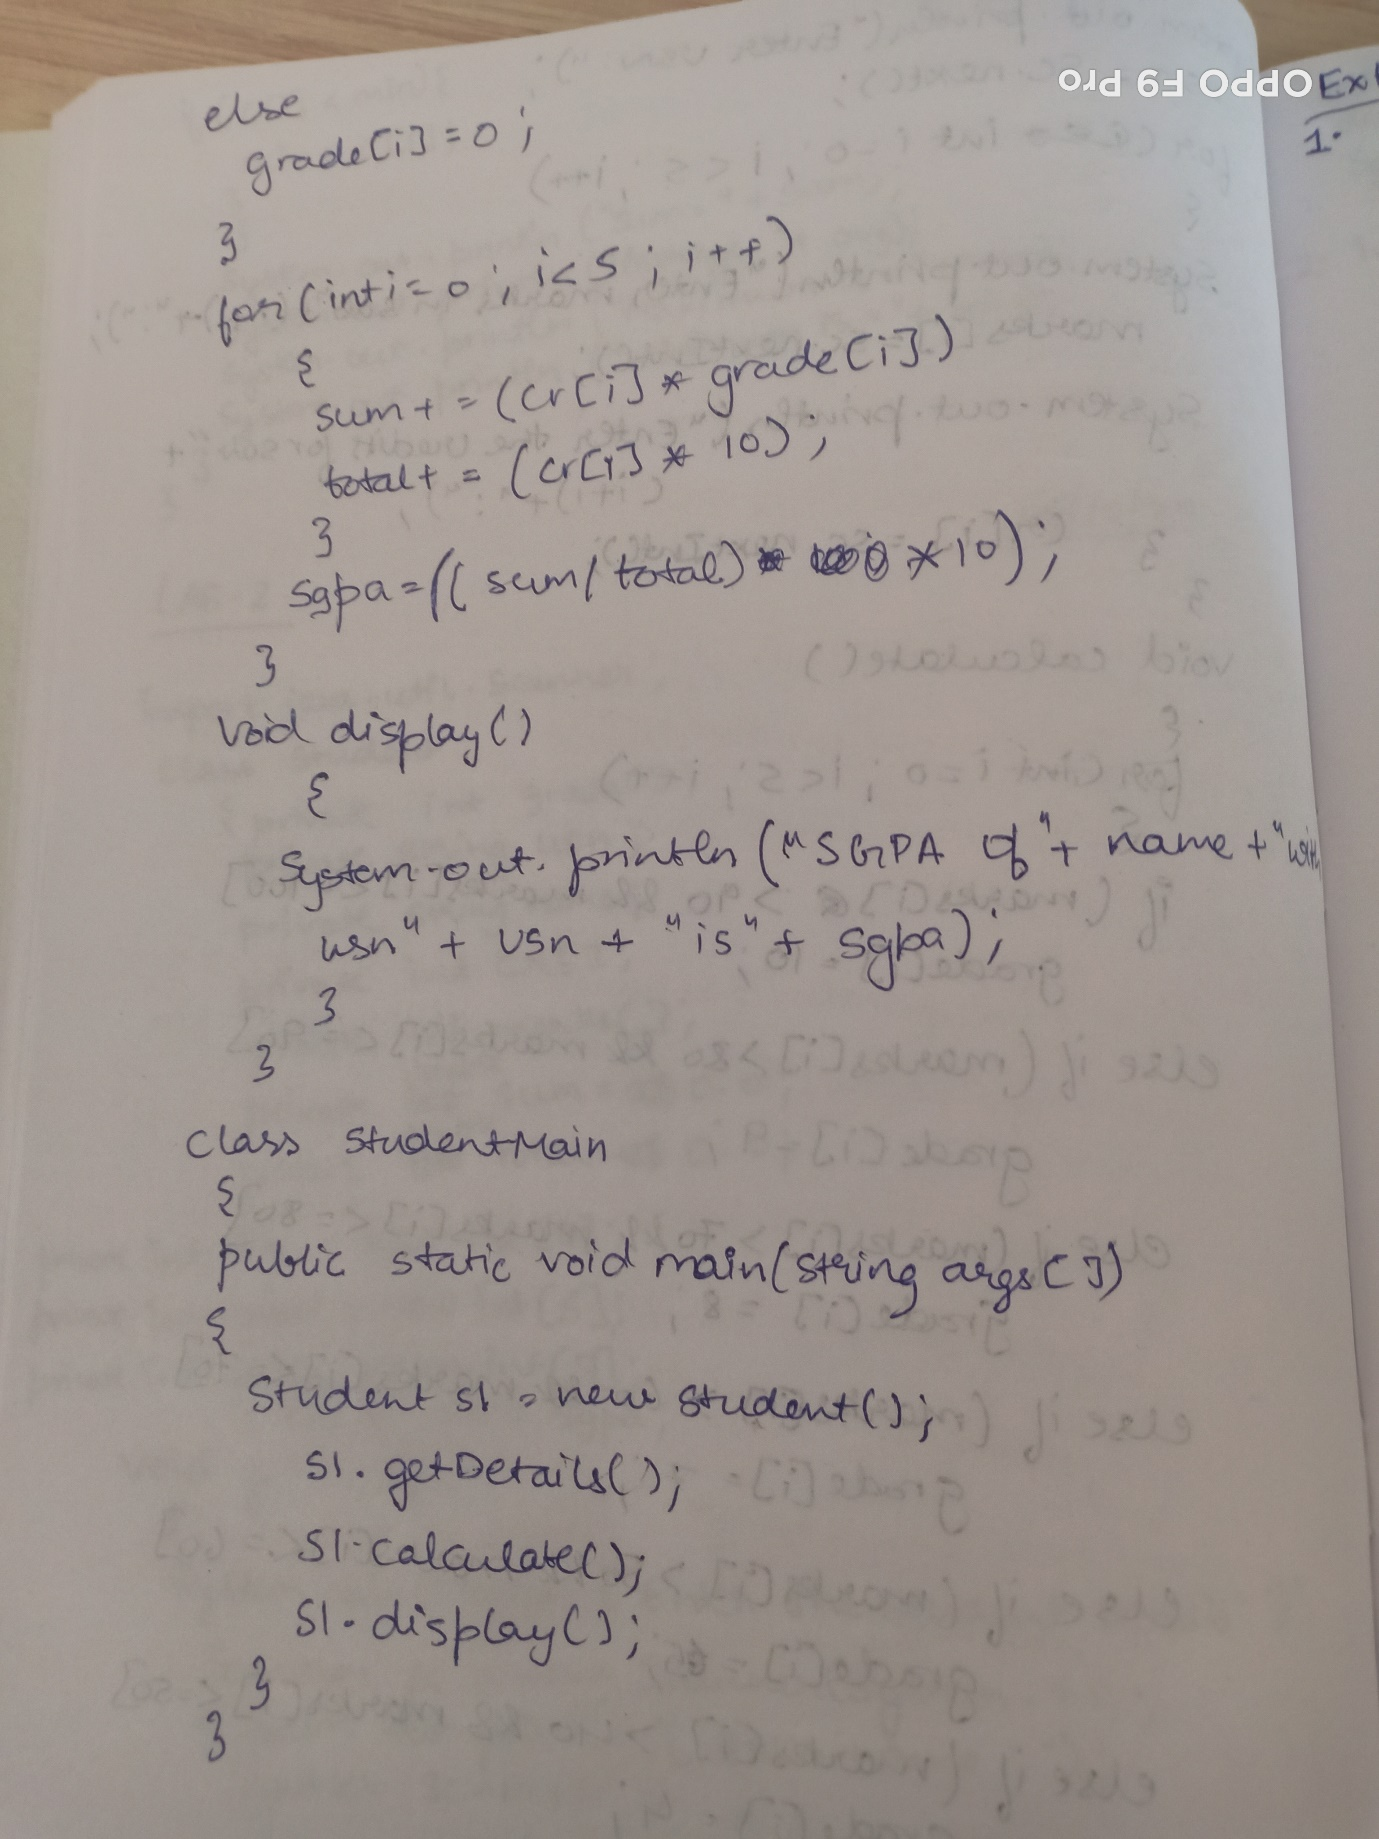 else
grade[i]=0;
}
for(int i=0; i<5; i++)
{
sum+=(cr[i]*grade[i])
total+=(cr[i]*10);
}
sgpa=((sum/total)*10);
}
void display()
{
System.out.println("SGPA of"+name+"with
usn"+usn+"is"+sgpa);
}
}
class StudentMain
{
public static void main(String args[])
{
Student s1=new Student();
s1.getDetails();
s1.calculate();
s1.display();
}
}
OPPO F9 Pro
1.